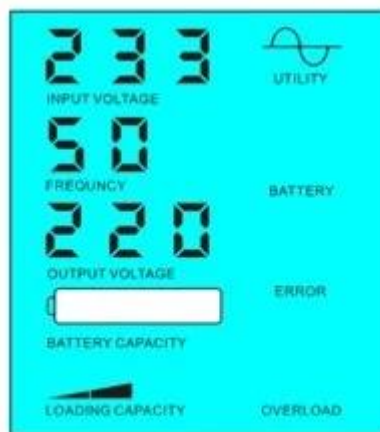 233
INPUT VOLTAGE
UTILITY
50
FREQUNCY
BATTERY
220
OUTPUT VOLTAGE
ERROR
BATTERY CAPACITY
LOADING CAPACITY
OVERLOAD